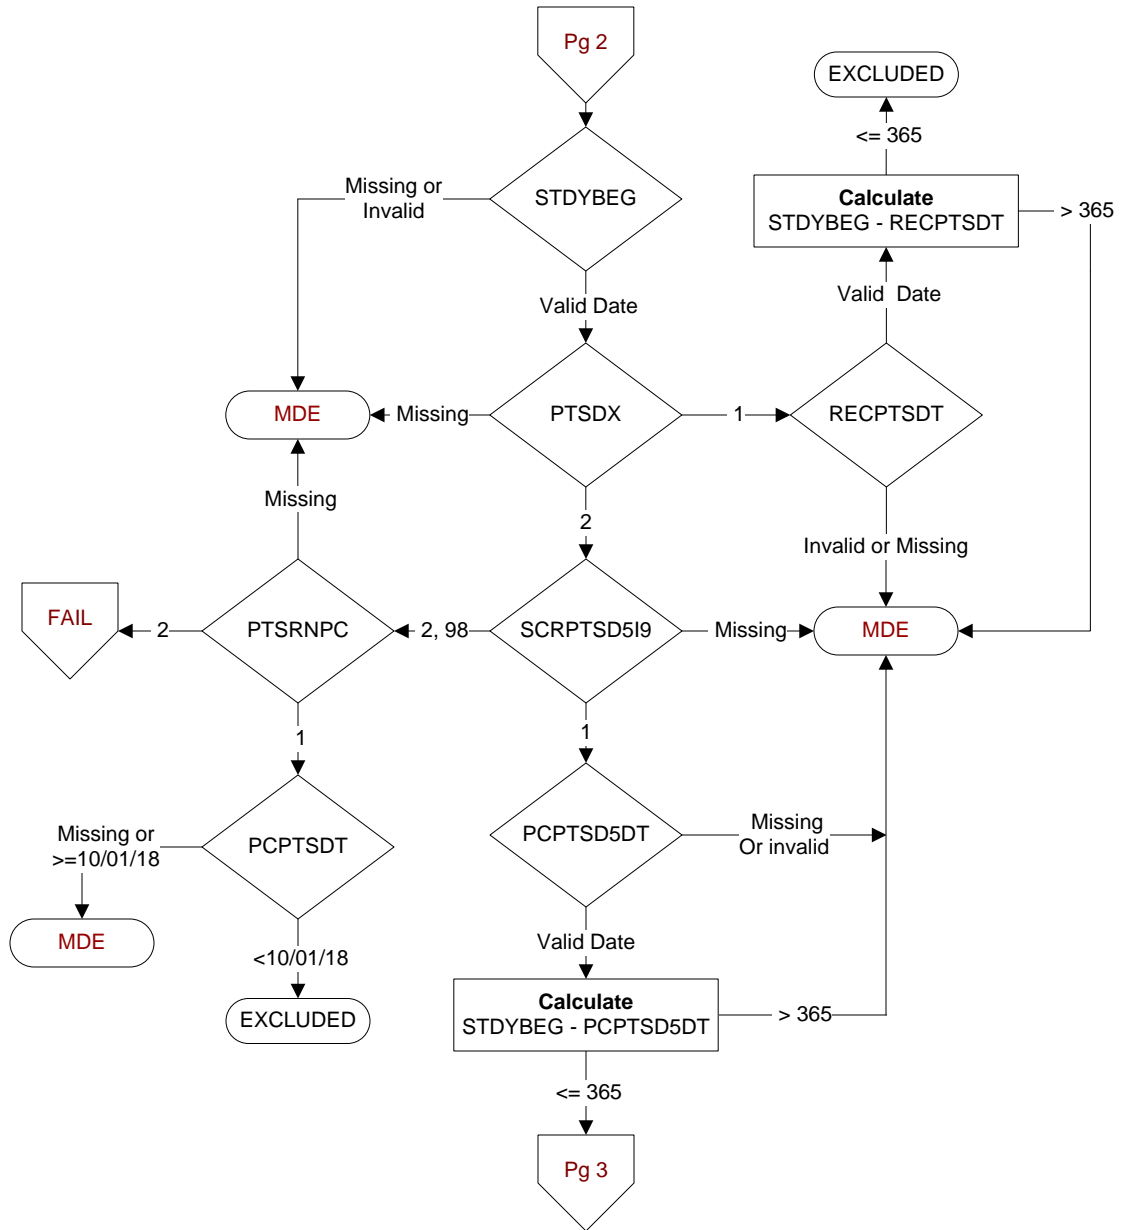 Pg 2
EXCLUDED
<= 365
Missing or
Invalid
STDYBEG
Calculate
STDYBEG - RECPTSDT
> 365
Valid Date
Valid  Date
MDE
Missing
PTSDX
1
RECPTSDT
Missing
2
Invalid or Missing
FAIL
2
PTSRNPC
2, 98
SCRPTSD5I9
Missing
MDE
1
1
Missing or
>=10/01/18
PCPTSDT
PCPTSD5DT
Missing
Or invalid
MDE
<10/01/18
Valid Date
EXCLUDED
Calculate
STDYBEG - PCPTSD5DT
> 365
<= 365
Pg 3